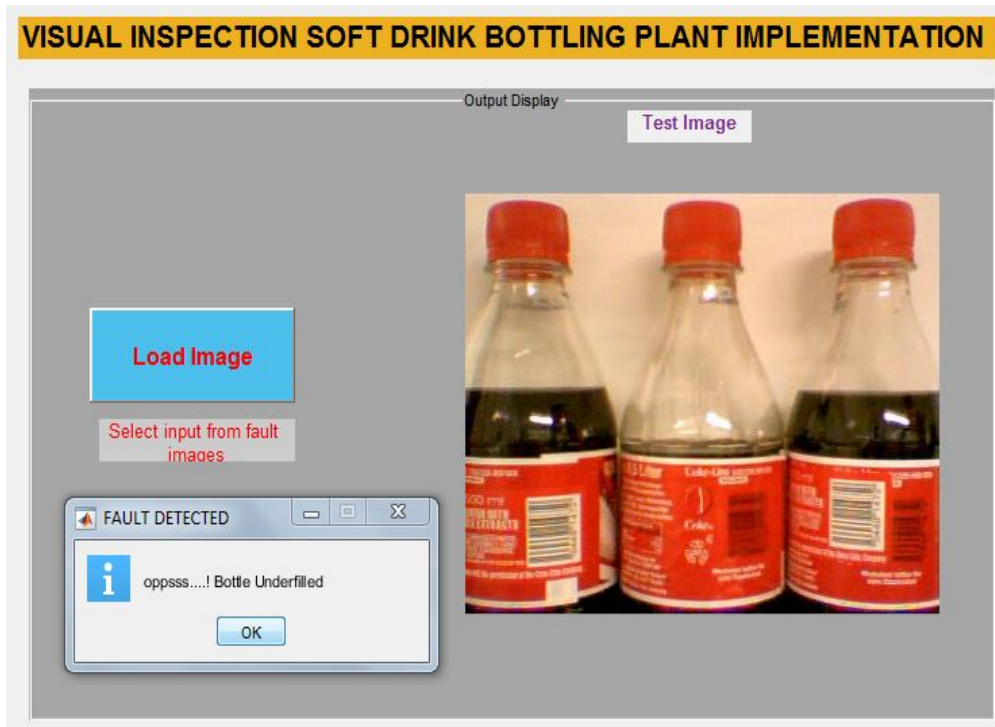 VISUAL INSPECTION SOFT DRINK BOTTLING PLANT IMPLEMENTATION
Output Display
Test Image
Load Image
Select input from fault
images
FAULT DETECTED
oppsss....! Bottle Underfilled
OK